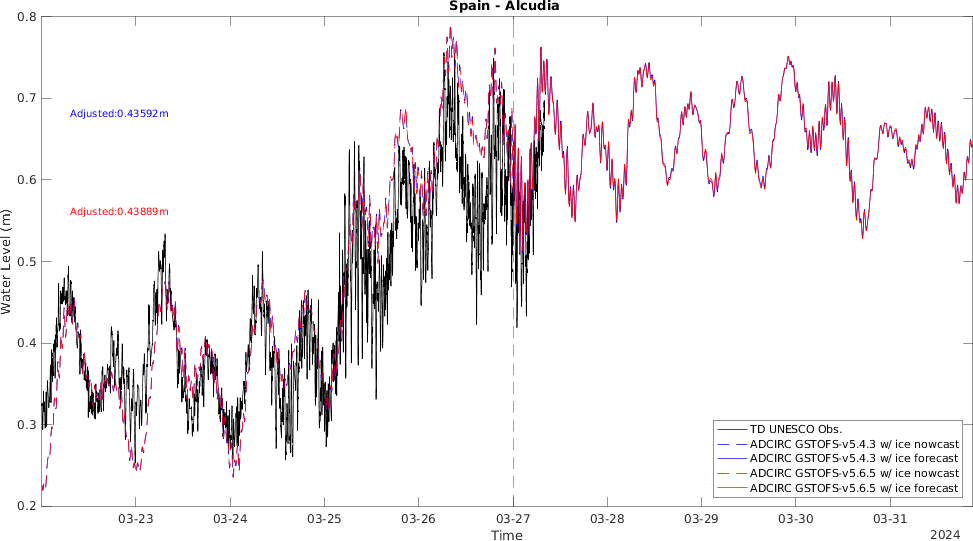 Spain - Alcudia
0.8
0.7
0.6
0.5
0.4
0.3
0.2
Water Level (m)
Adjusted:0.43592m
Adjusted:0.43889m
TD UNESCO Obs.
ADCIRC GSTOFS-v5.4.3 w/ ice nowcast
ADCIRC GSTOFS-v5.4.3 w/ ice forecast
ADCIRC GSTOFS-v5.6.5 w/ ice nowcast
ADCIRC GSTOFS-v5.6.5 w/ ice forecast
03-23 03-24 03-25 03-26 03-27 03-28 03-29 03-30 03-31
Time
2024